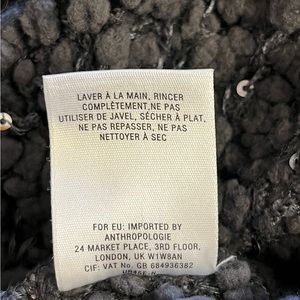 LAVER À LA MAIN, RINCER
COMPLÈTEMENT,NE PAS
UTILISER DE JAVEL, SÉCHER À PLAT,
NE PAS REPASSER, NE PAS
NETTOYER À SEC
FOR EU: IMPORTED BY
ANTHROPOLOGIE
24 MARKET PLACE, 3RD FLOOR,
LONDON, UK W1W8AN
CIF: VAT No GB 684936382